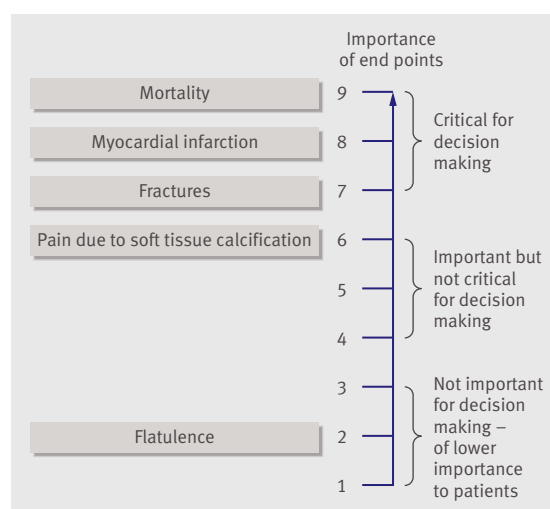 Importance
of end points
Mortality
9
Myocardial infarction
8
Fractures
7
Critical for
decision
making
Pain due to soft tissue calcification
6
5
4
Important but
not critical
for decision
making
3
Flatulence
2
1
Not important
for decision
making –
of lower
importance
to patients